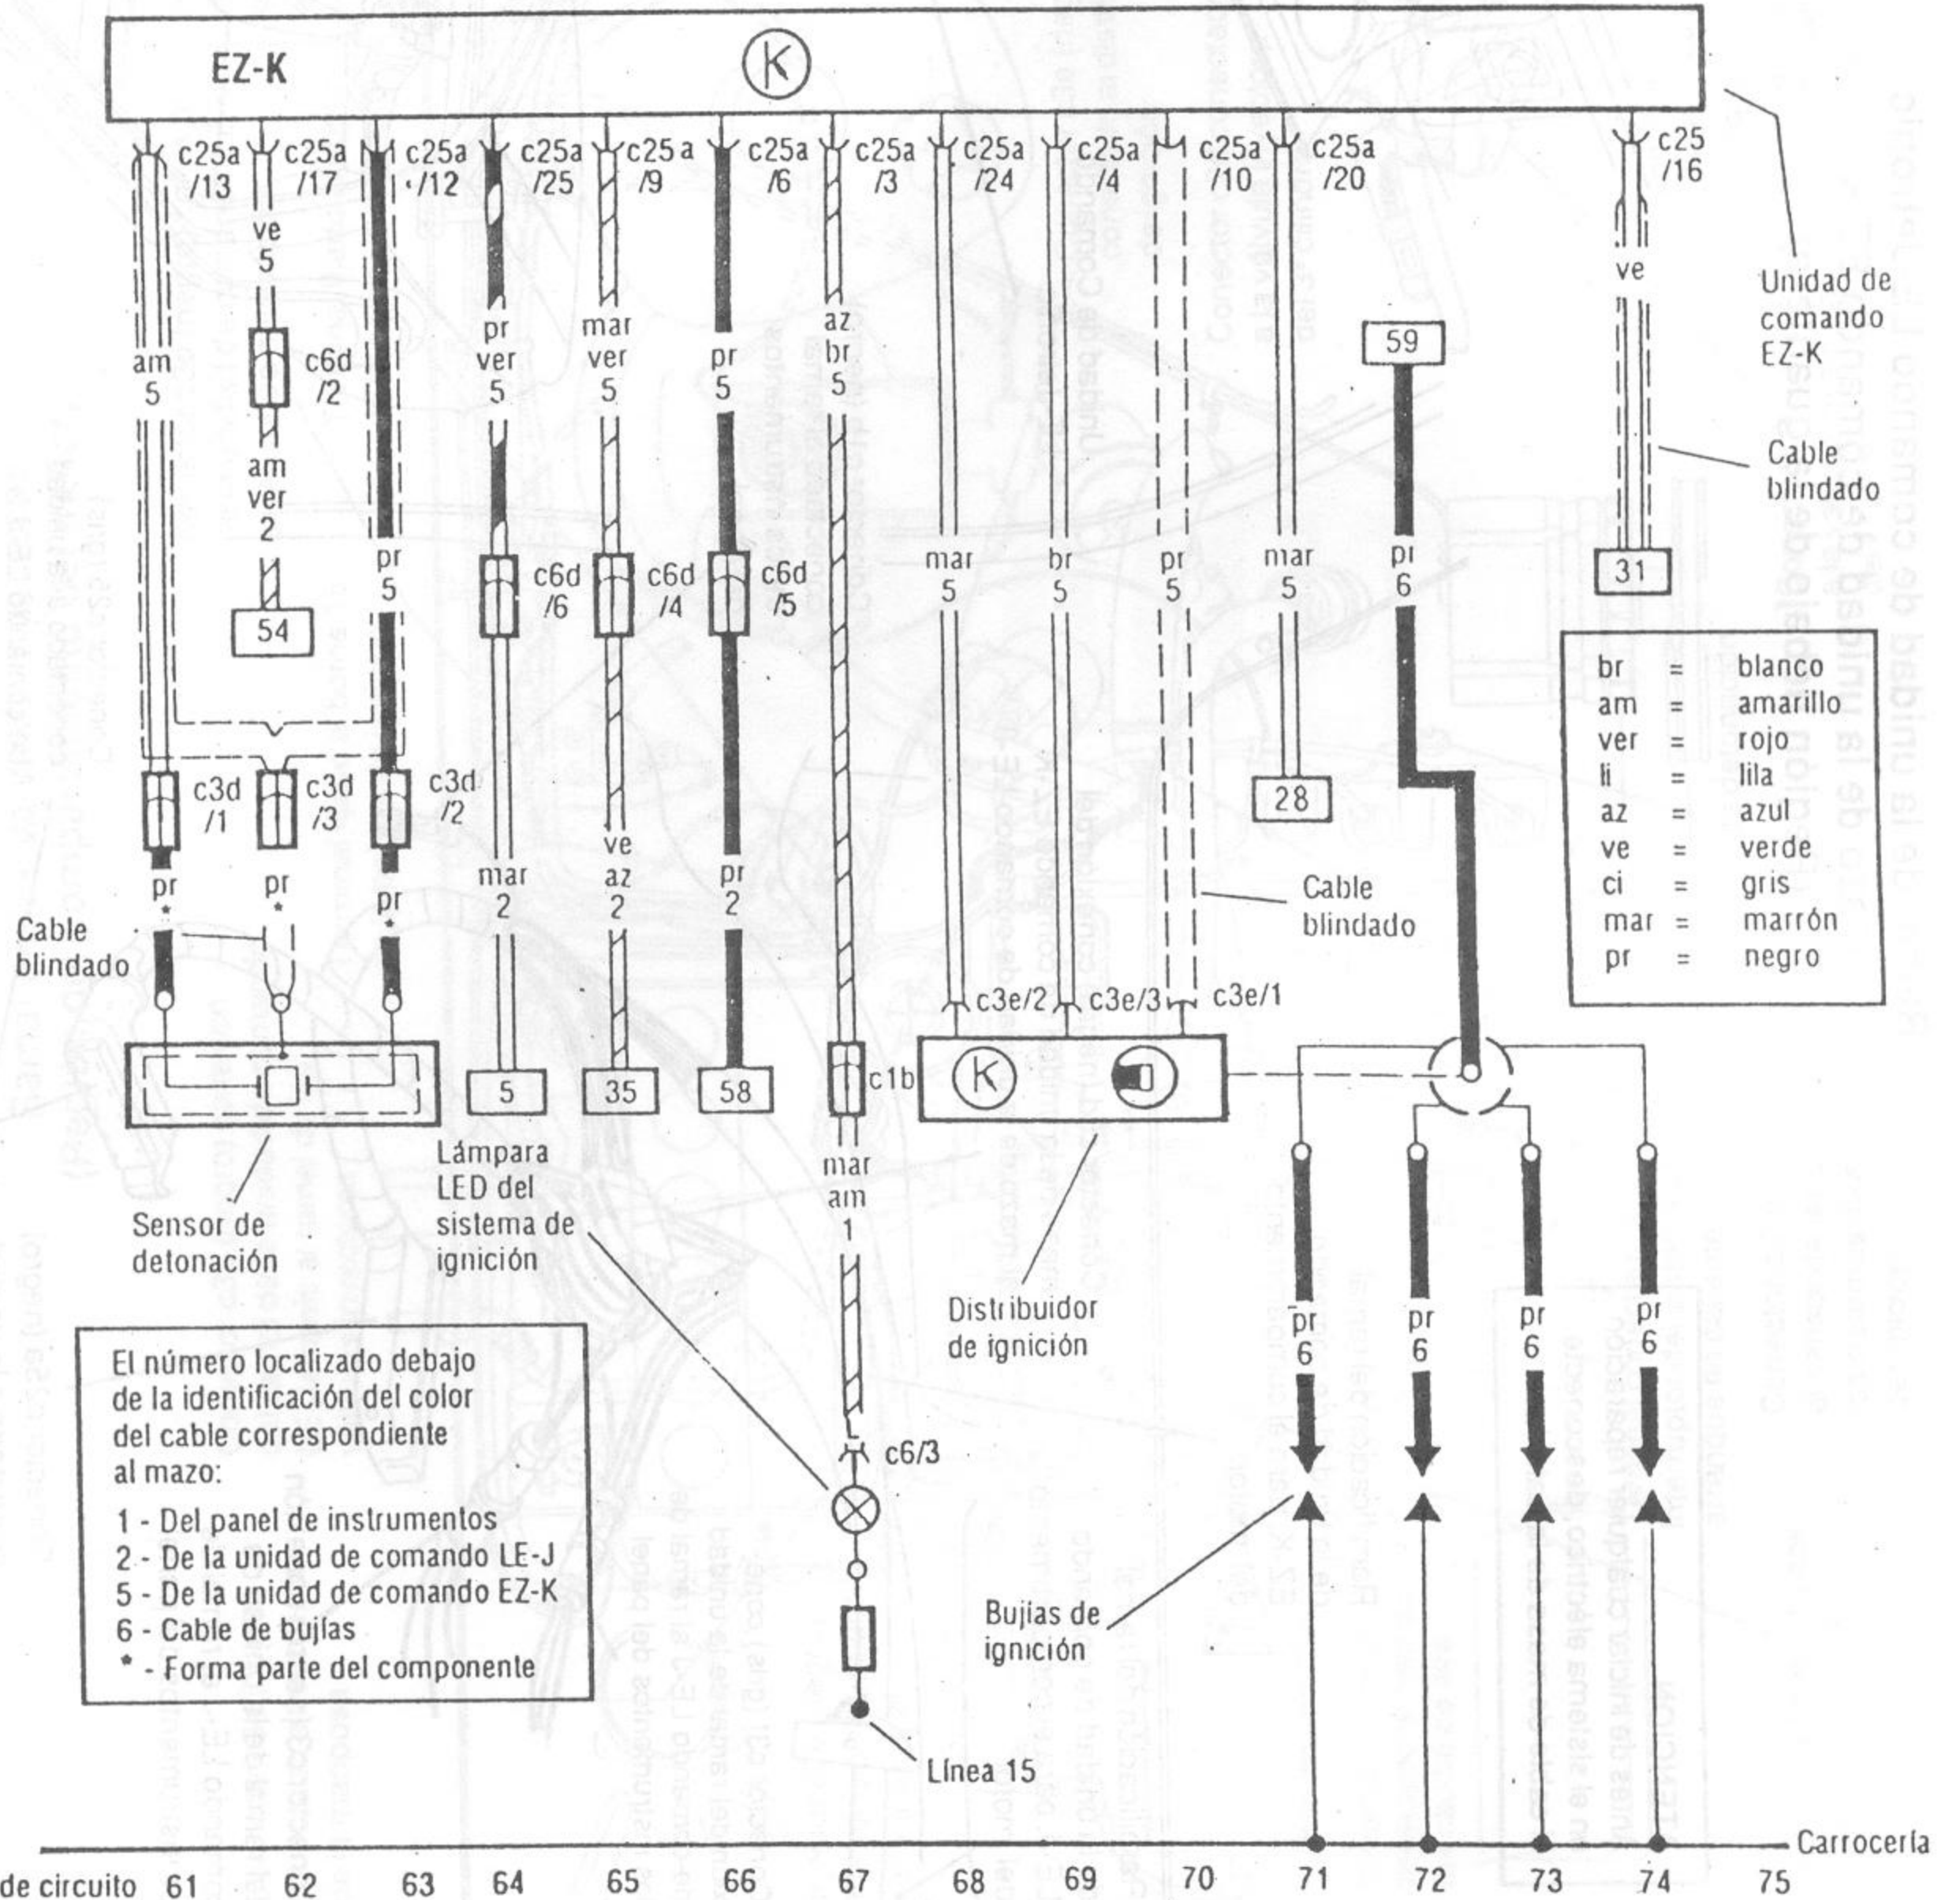 EZ-K
K
c25a
/13
c25a
/17
c25a
/12
c25a
/25
c25a
/9
c25a
/6
c25a
/3
c25a
/24
c25a
/4
c25a
/10
c25a
/20
c25
/16
ve
5
am
5
c6d
/2
am
ver
2
54
pr
5
pr
ver
5
mar
ver
5
pr
5
az
br
5
59
ve
Unidad de
comando
EZ-K
Cable
blindado
c6d
/6
c6d
/4
c6d
/5
mar
5
br
5
pr
5
mar
5
pr
6
31
br = blanco
am = amarillo
ver = rojo
li = lila
az = azul
ve = verde
ci = gris
mar = marrón
pr = negro
c3d
/1
c3d
/3
c3d
/2
28
pr
*
pr
*
pr
*
mar
2
ve
az
2
pr
2
Cable
blindado
Cable
blindado
c3e/2
c3e/3
c3e/1
5
35
58
c1b
K
Sensor de
detonación
Lámpara
LED del
sistema de
ignición
mar
am
1
Distribuidor
de ignición
pr
6
pr
6
pr
6
pr
6
El número localizado debajo
de la identificación del color
del cable correspondiente
al mazo:
1 - Del panel de instrumentos
2 - De la unidad de comando LE-J
5 - De la unidad de comando EZ-K
6 - Cable de bujías
* - Forma parte del componente
c6/3
Bujías de
ignición
Línea 15
Carrocería
de circuito 61 62 63 64 65 66 67 68 69 70 71 72 73 74 75